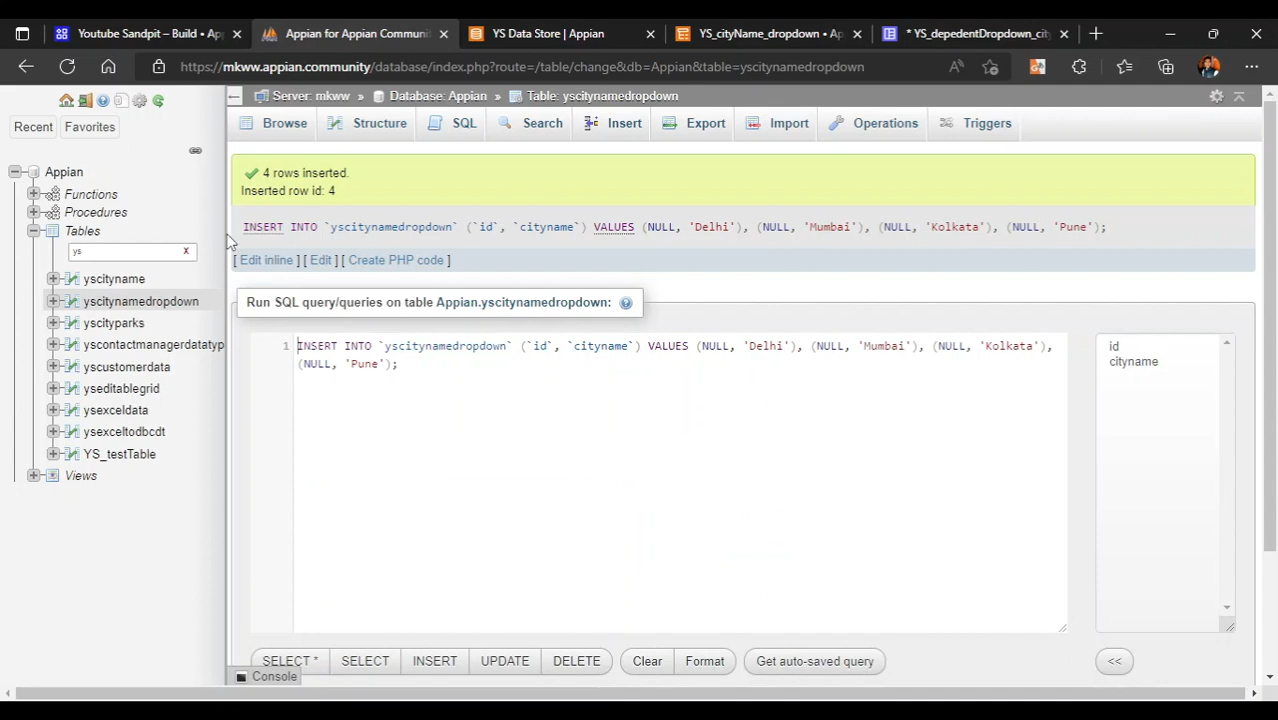 Youtube Sandpit – Build • Ap
Appian for Appian Communi
YS Data Store | Appian
YS_cityName_dropdown • A
* YS_depedentDropdown_cit
https://mkww.appian.community/database/index.php?route=/table/change&db=Appian&table=yscitynamedropdown
Server: mkww » Database: Appian » Table: yscitynamedropdown
Recent Favorites
Browse Structure SQL Search Insert Export Import Operations Triggers
Appian
Functions
Procedures
Tables
ys x
yscityname
yscitynamedropdown
yscityparks
yscontactmanagerdatatyp
yscustomerdata
yseditablegrid
ysexceldata
ysexceltodbcdt
YS_testTable
Views
4 rows inserted.
Inserted row id: 4
INSERT INTO `yscitynamedropdown` (`id`, `cityname`) VALUES (NULL, 'Delhi'), (NULL, 'Mumbai'), (NULL, 'Kolkata'), (NULL, 'Pune');
[ Edit inline ] [ Edit ] [ Create PHP code ]
Run SQL query/queries on table Appian.yscitynamedropdown:
1 INSERT INTO `yscitynamedropdown` (`id`, `cityname`) VALUES (NULL, 'Delhi'), (NULL, 'Mumbai'), (NULL, 'Kolkata'),
(NULL, 'Pune');
id
cityname
SELECT * SELECT INSERT UPDATE DELETE Clear Format Get auto-saved query <<
Console